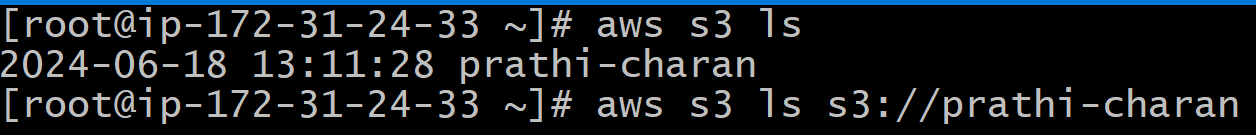 [root@ip-172-31-24-33 ~]# aws s3 ls
2024-06-18 13:11:28 prathi-charan
[root@ip-172-31-24-33 ~]# aws s3 ls s3://prathi-charan